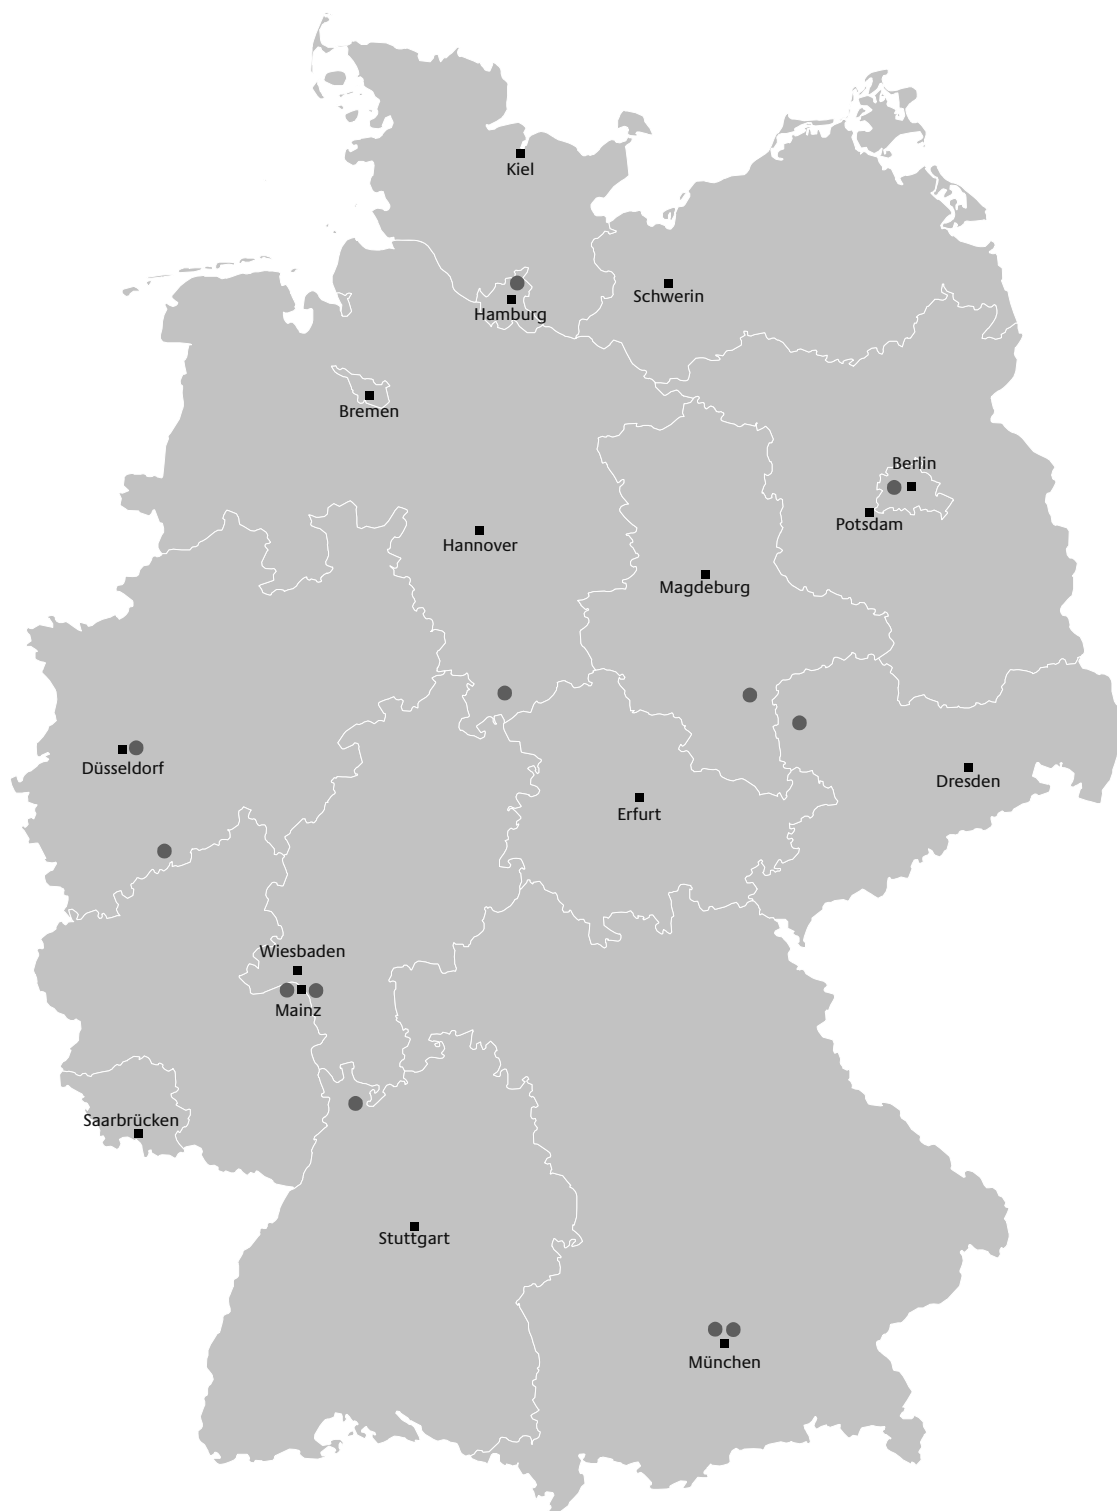 Kiel
Schwerin
Hamburg
Bremen
Berlin
Potsdam
Hannover
Magdeburg
Düsseldorf
Dresden
Erfurt
Wiesbaden
Mainz
Saarbrücken
Stuttgart
München